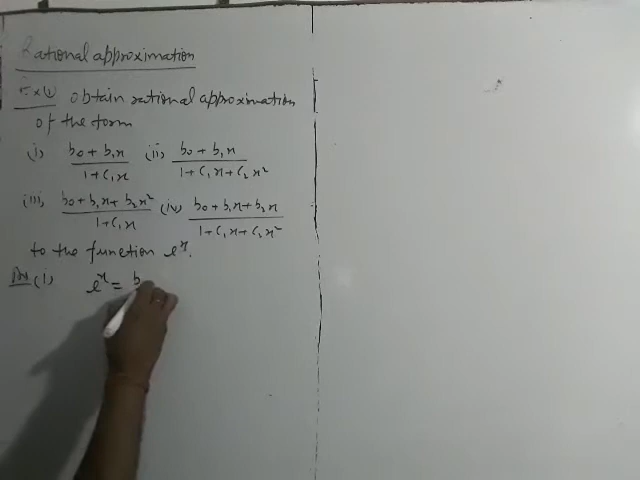 Rational approximation
Ex ① obtain rational approximation
of the form
(i) (b₀ + b₁x)/(1 + c₁x) (ii) (b₀ + b₁x)/(1 + c₁x + c₂x²)
(iii) (b₀ + b₁x + b₂x²)/(1 + c₁x) (iv) (b₀ + b₁x + b₂x)/(1 + c₁x + c₂x²)
to the function eˣ.
(i) eˣ = b